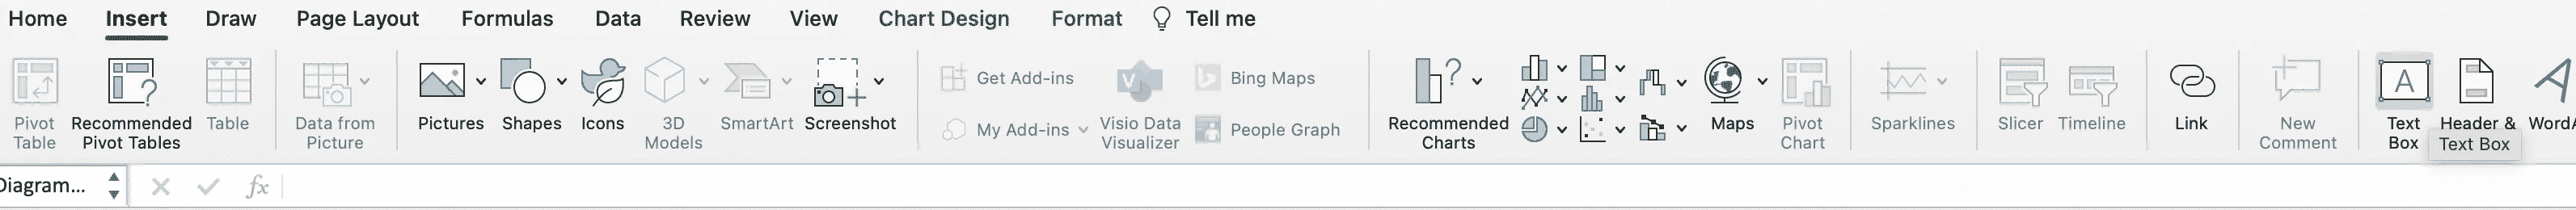 Home Insert Draw Page Layout Formulas Data Review View Chart Design Format Tell me
Pivot
Table
Recommended
Pivot Tables
Table
Data from
Picture
Pictures
Shapes
Icons
3D
Models
SmartArt
Screenshot
Get Add-ins
My Add-ins
Visio Data
Visualizer
Bing Maps
People Graph
Recommended
Charts
Maps
Pivot
Chart
Sparklines
Slicer
Timeline
Link
New
Comment
Text
Box
Header &
Text Box
WordA
Diagram...
fx